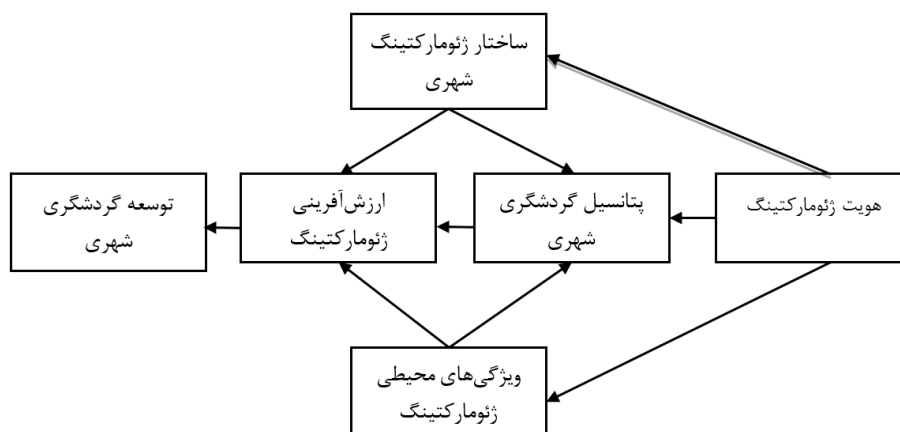 ساختار ژئومارکتینگ
شهری
هویت ژئومارکتینگ
پتانسیل گردشگری
شهری
ارزش‌آفرینی
ژئومارکتینگ
توسعه گردشگری
شهری
ویژگی‌های محیطی
ژئومارکتینگ